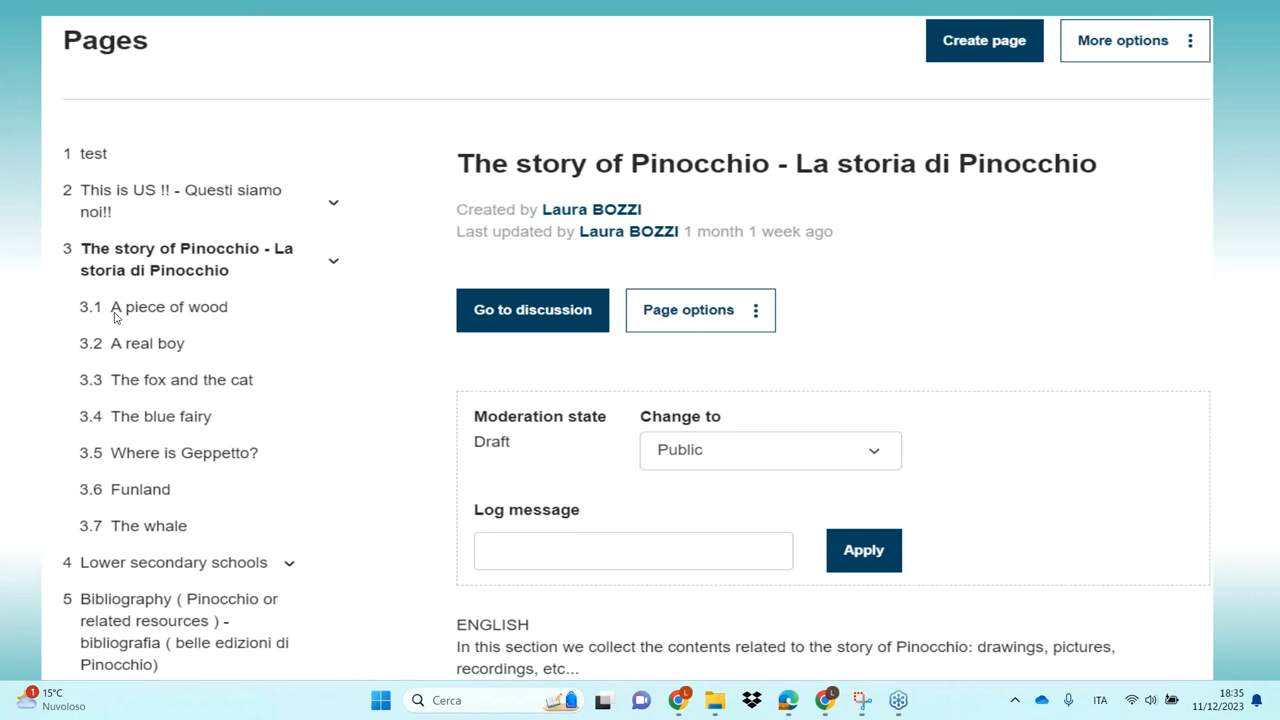 Pages
Create page
More options
1 test
2 This is US !! - Questi siamo
noi!!
3 The story of Pinocchio - La
storia di Pinocchio
3.1 A piece of wood
3.2 A real boy
3.3 The fox and the cat
3.4 The blue fairy
3.5 Where is Geppetto?
3.6 Funland
3.7 The whale
4 Lower secondary schools
5 Bibliography ( Pinocchio or
related resources ) -
bibliografia ( belle edizioni di
Pinocchio)
The story of Pinocchio - La storia di Pinocchio
Created by Laura BOZZI
Last updated by Laura BOZZI 1 month 1 week ago
Go to discussion
Page options
Moderation state
Draft
Change to
Public
Log message
Apply
ENGLISH
In this section we collect the contents related to the story of Pinocchio: drawings, pictures,
recordings, etc...
1
15°C
Nuvoloso
Cerca
L
L
ITA
18:35
11/12/2023